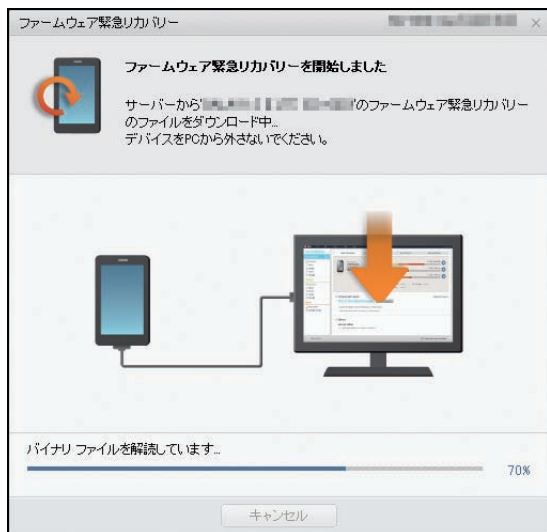 ファームウェア緊急リカバリー
ファームウェア緊急リカバリーを開始しました
サーバーから' 'のファームウェア緊急リカバリー
のファイルをダウンロード中...
デバイスをPCから外さないでください。
バイナリ ファイルを解読しています...
70%
キャンセル